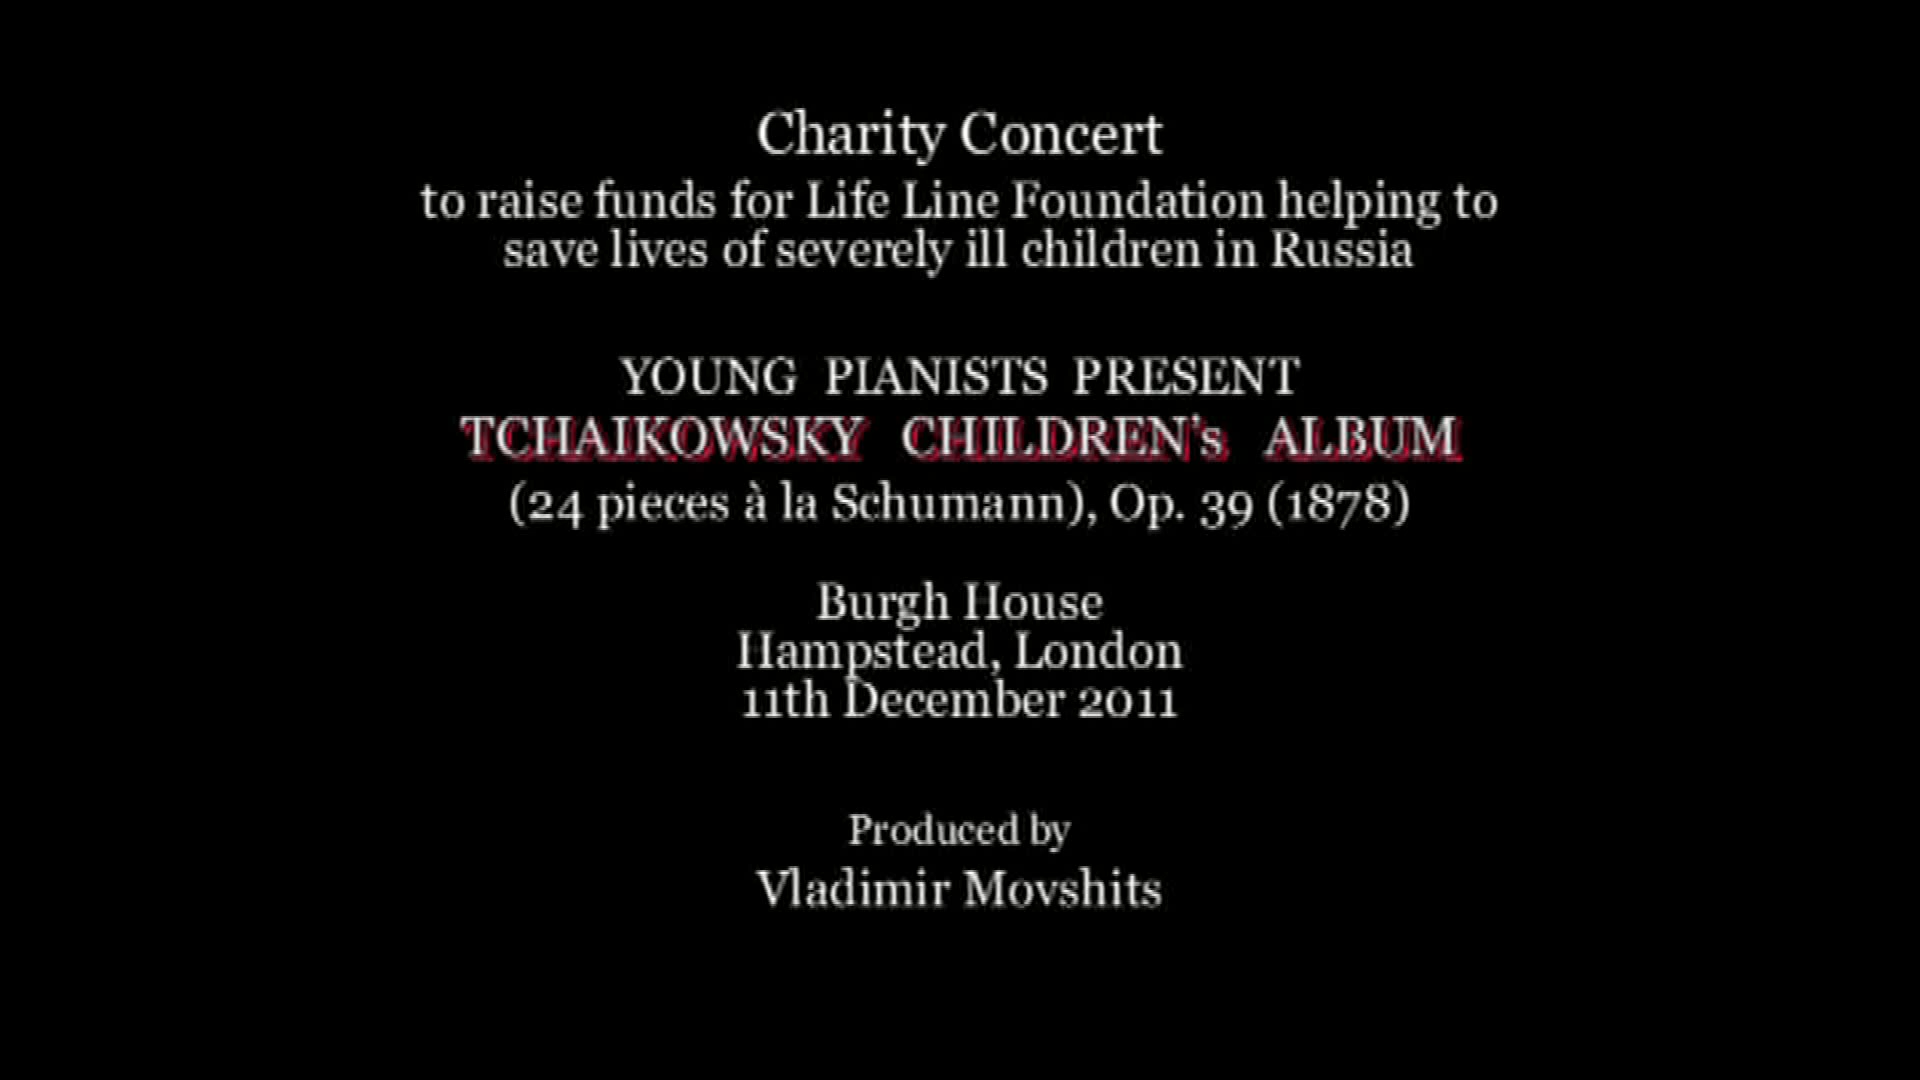 Charity Concert
to raise funds for Life Line Foundation helping to
save lives of severely ill children in Russia
YOUNG PIANISTS PRESENT
TCHAIKOWSKY CHILDREN's ALBUM
(24 pieces à la Schumann), Op. 39 (1878)
Burgh House
Hampstead, London
11th December 2011
Produced by
Vladimir Movshits